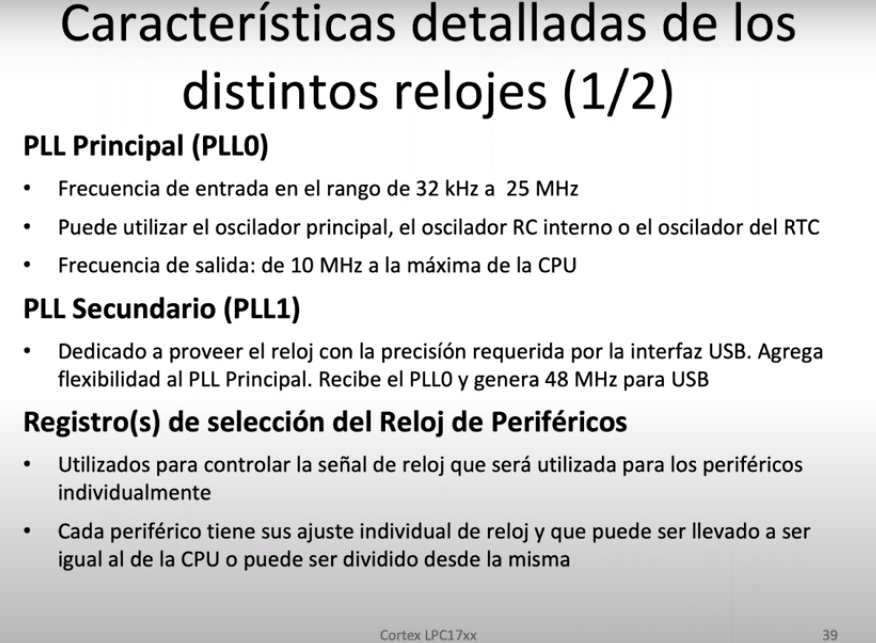 Características detalladas de los
distintos relojes (1/2)
PLL Principal (PLL0)
• Frecuencia de entrada en el rango de 32 kHz a 25 MHz
• Puede utilizar el oscilador principal, el oscilador RC interno o el oscilador del RTC
• Frecuencia de salida: de 10 MHz a la máxima de la CPU
PLL Secundario (PLL1)
• Dedicado a proveer el reloj con la precisíón requerida por la interfaz USB. Agrega
flexibilidad al PLL Principal. Recibe el PLL0 y genera 48 MHz para USB
Registro(s) de selección del Reloj de Periféricos
• Utilizados para controlar la señal de reloj que será utilizada para los periféricos
individualmente
• Cada periférico tiene sus ajuste individual de reloj y que puede ser llevado a ser
igual al de la CPU o puede ser dividido desde la misma
Cortex LPC17xx
39